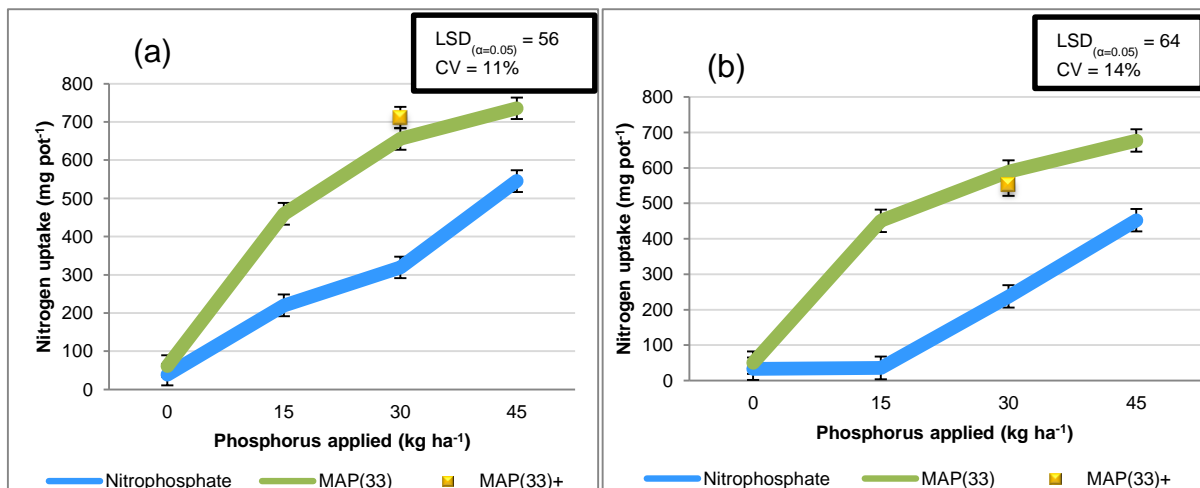 (a)
LSD(α=0.05) = 56
CV = 11%
800
700
600
500
400
300
200
100
0
Nitrogen uptake (mg pot-1)
0 15 30 45
Phosphorus applied (kg ha-1)
Nitrophosphate MAP(33) MAP(33)+
(b)
LSD(α=0.05) = 64
CV = 14%
800
700
600
500
400
300
200
100
0
Nitrogen uptake (mg pot-1)
0 15 30 45
Phosphorus applied (kg ha-1)
Nitrophosphate MAP(33) MAP(33)+